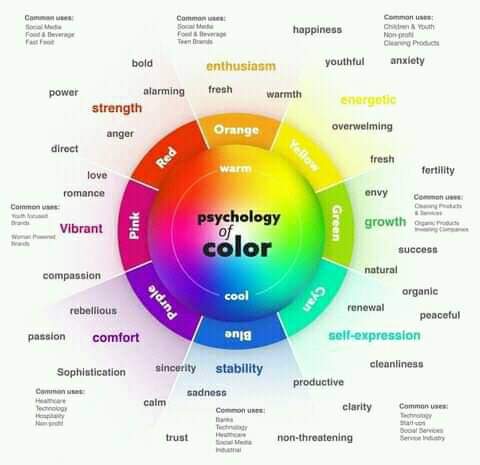 Common uses:
Social Media
Food & Beverage
Fast Food
Common uses:
Social Media
Food & Beverage
Teen Brands
happiness
Common uses:
Children & Youth
Non-profit
Cleaning Products
bold
enthusiasm
youthful
anxiety
power
alarming
fresh
warmth
energetic
strength
anger
overwelming
direct
Red
Orange
Yellow
fresh
fertility
love
romance
warm
envy
Common uses:
Cleaning Products
& Services
Organic Products
Investing Companies
Common uses:
Youth focused
Brands
Woman Powered
Brands
Vibrant
Pink
psychology
of
color
Green
growth
success
compassion
natural
organic
cool
Purple
Blue
Cyan
rebellious
renewal
peaceful
passion
comfort
self-expression
Sophistication
sincerity
stability
cleanliness
sadness
productive
Common uses:
Healthcare
Technology
Hospitality
Non-profit
calm
clarity
Common uses:
Banks
Technology
Healthcare
Social Media
Industrial
Common uses:
Technology
Start-ups
Social Services
Service Industry
trust
non-threatening